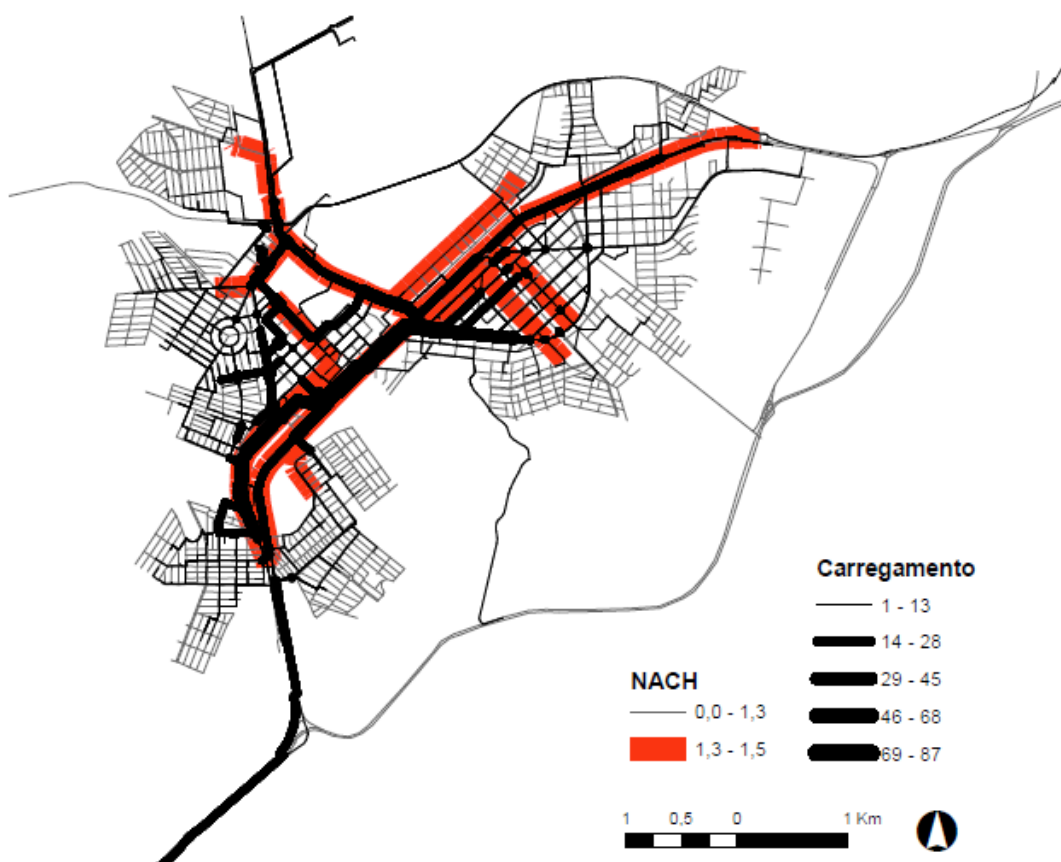 Carregamento
1 - 13
14 - 28
29 - 45
46 - 68
69 - 87
NACH
0,0 - 1,3
1,3 - 1,5
1 0,5 0 1 Km